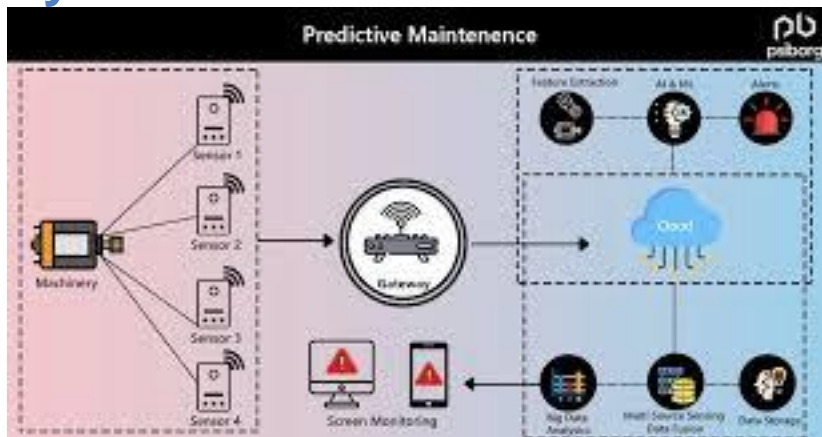 Predictive Maintenence
psiborg
Feature Extraction
AI & ML
Alerts
Sensor 1
Sensor 2
Sensor 3
Sensor 4
Machinery
Gateway
Cloud
Screen Monitoring
Big Data
Analytics
Multi Source Sensing
Data Fusion
Data Storage